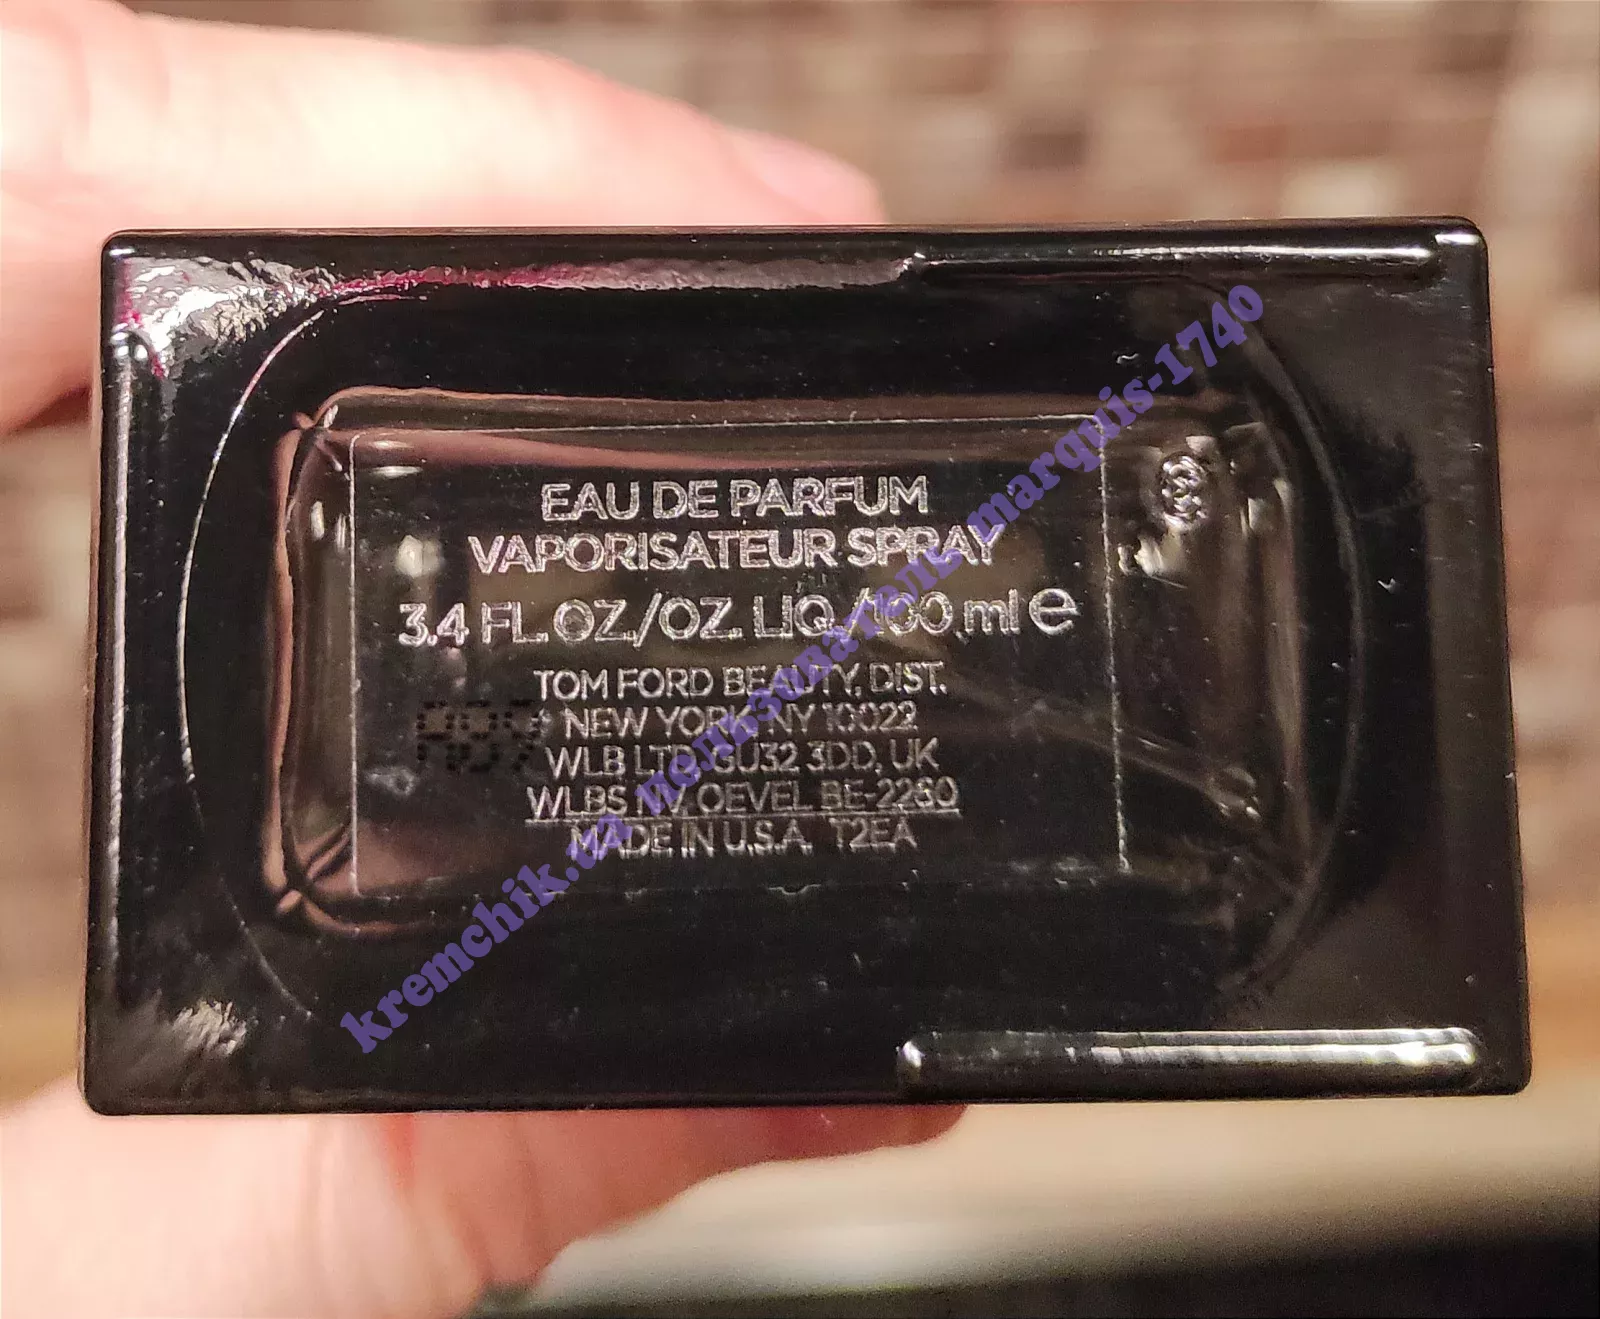 EAU DE PARFUM
VAPORISATEUR SPRAY
3.4 FL. OZ./OZ. LIQ./100 ml e
TOM FORD BEAUTY, DIST.
NEW YORK, NY 10022
WLB LTD. GU32 3DD, UK
WLBS NV, OEVEL BE-2260
MADE IN U.S.A. T2EA
kremchik.ua пользователь marquis-1740